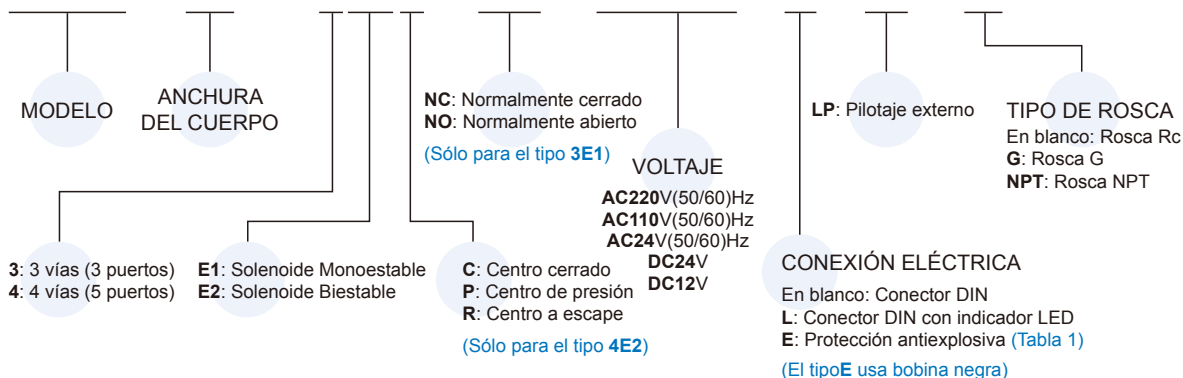 MODELO
ANCHURA
DEL CUERPO
NC: Normalmente cerrado
NO: Normalmente abierto
(Sólo para el tipo 3E1)
VOLTAJE
AC220V(50/60)Hz
AC110V(50/60)Hz
AC24V(50/60)Hz
DC24V
DC12V
LP: Pilotaje externo
TIPO DE ROSCA
En blanco: Rosca Rc
G: Rosca G
NPT: Rosca NPT
3: 3 vías (3 puertos)
4: 4 vías (5 puertos)
E1: Solenoide Monoestable
E2: Solenoide Biestable
C: Centro cerrado
P: Centro de presión
R: Centro a escape
(Sólo para el tipo 4E2)
CONEXIÓN ELÉCTRICA
En blanco: Conector DIN
L: Conector DIN con indicador LED
E: Protección antiexplosiva (Tabla 1)
(El tipoE usa bobina negra)